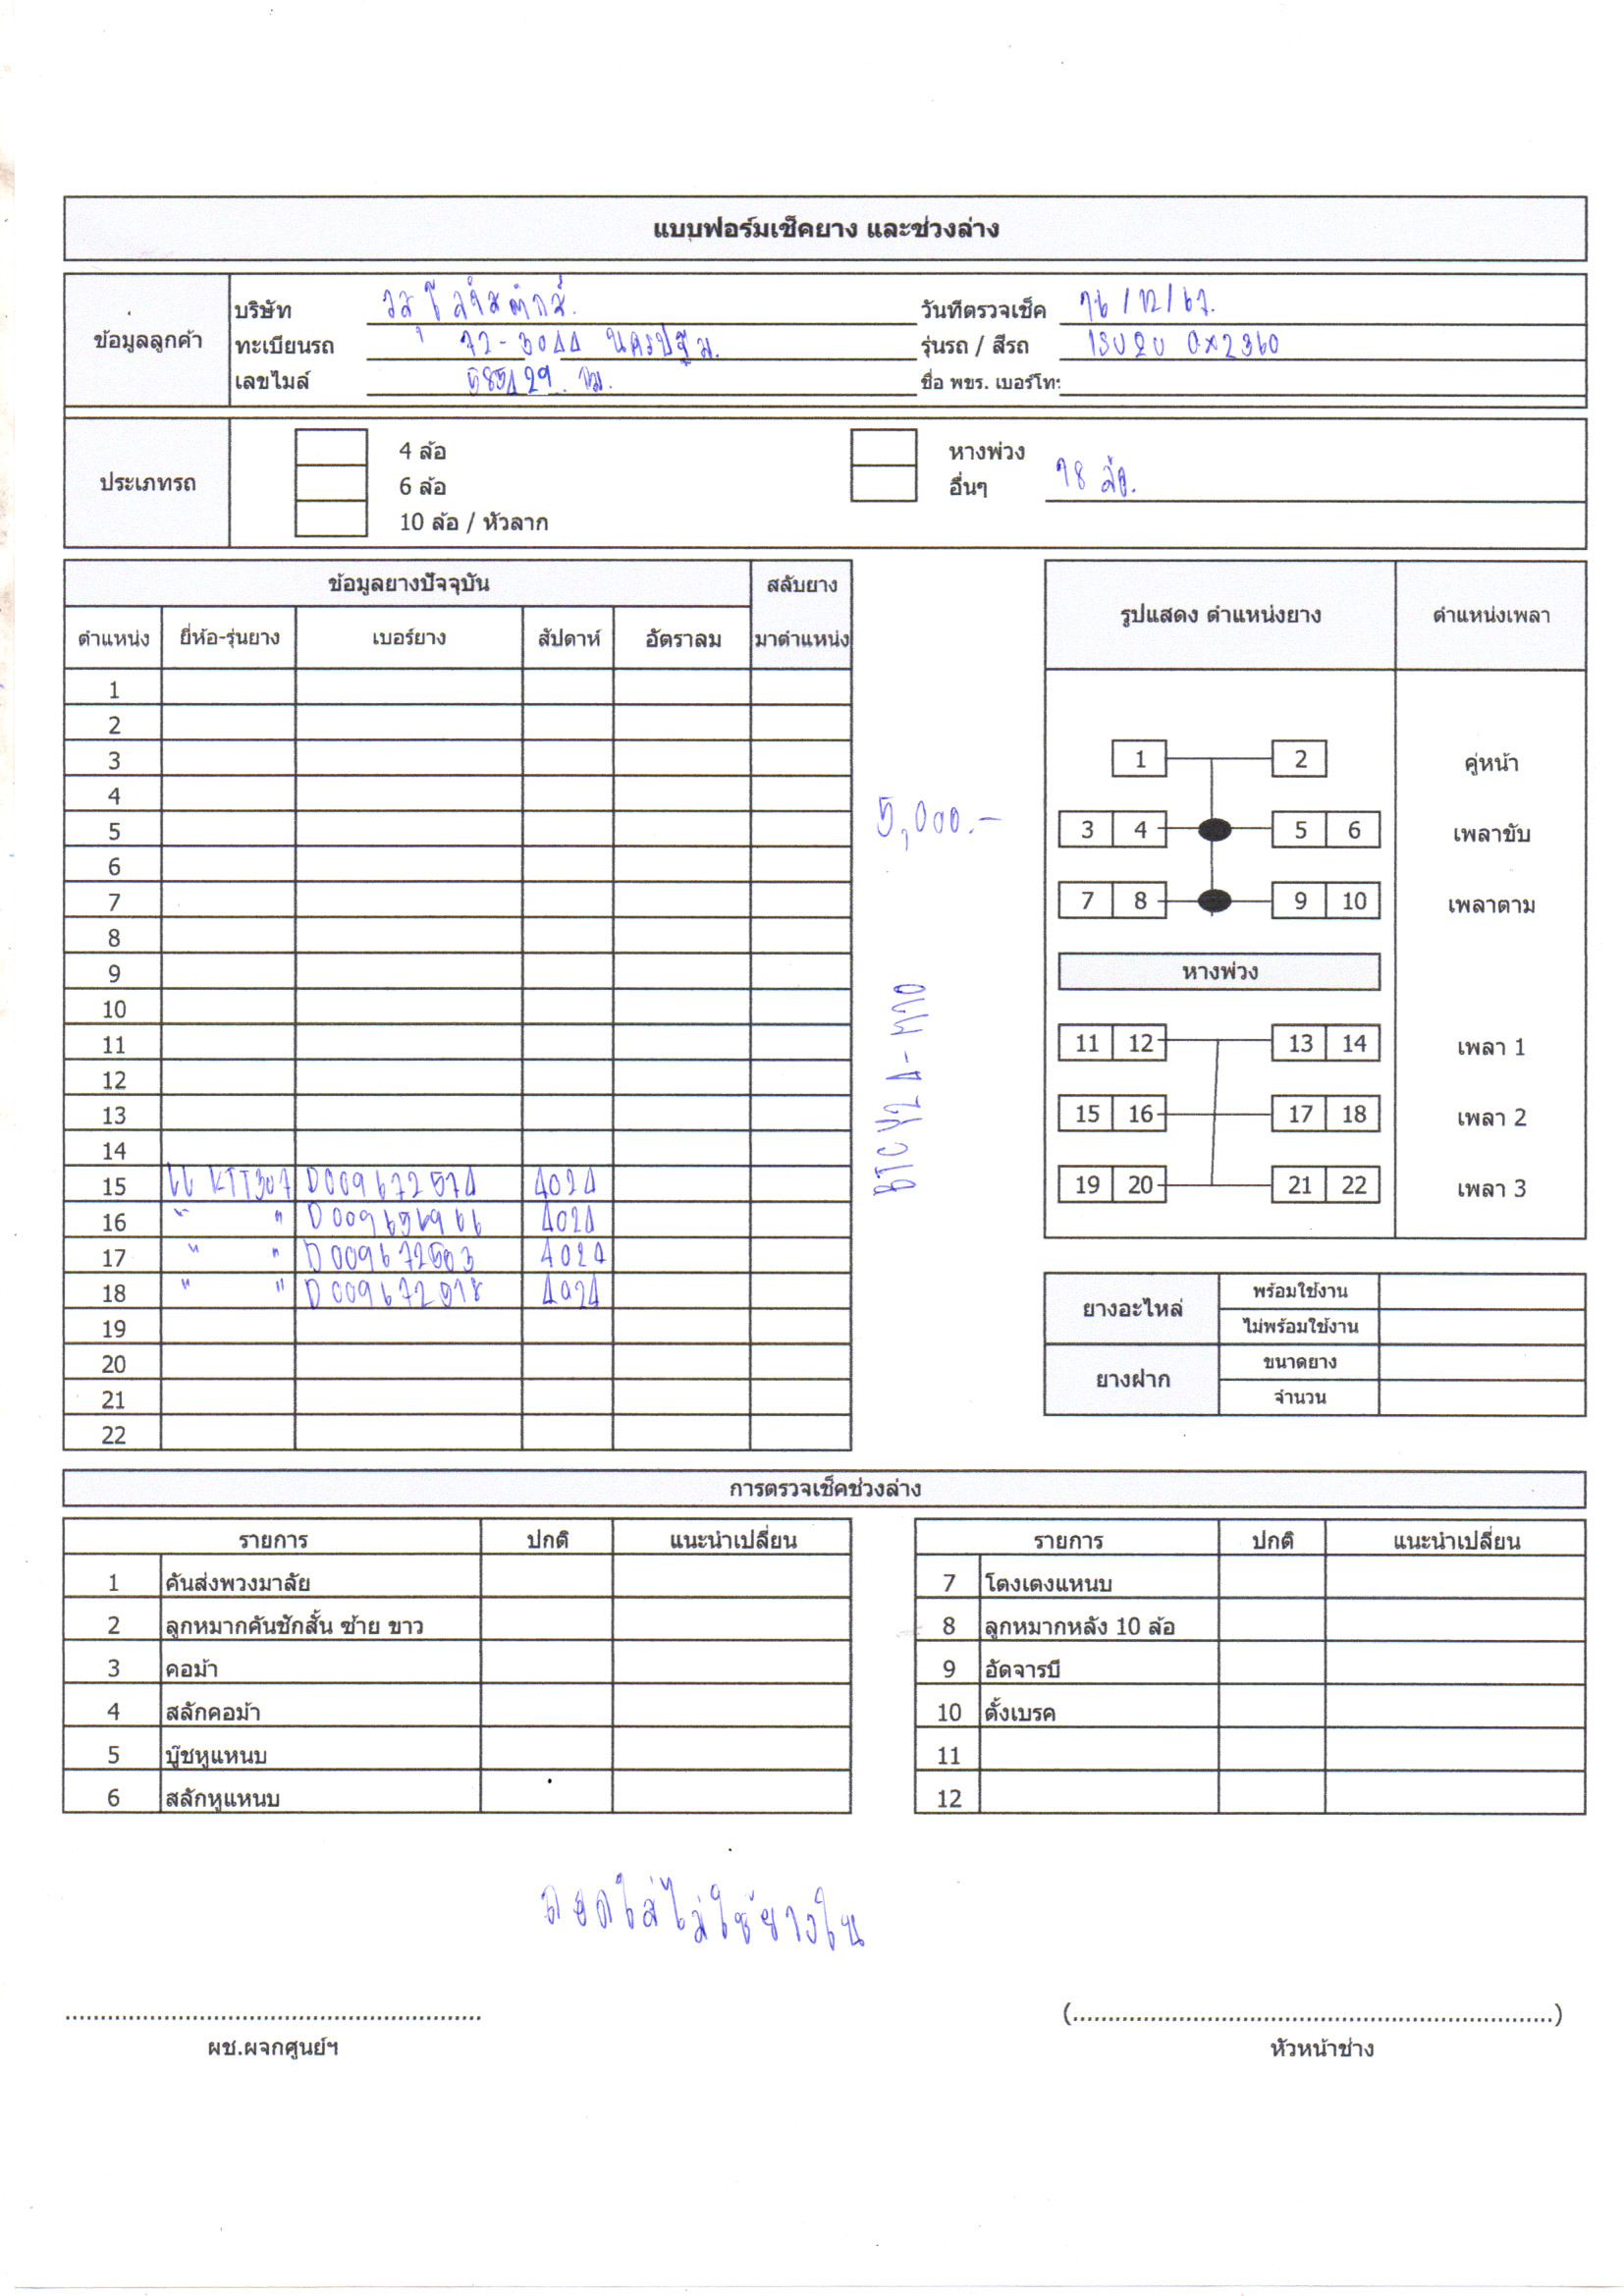 แบบฟอร์มเช็คยาง และช่วงล่าง
ข้อมูลลูกค้า
บริษัท วสุโลจิสติกส์. วันที่ตรวจเช็ค 16/12/67.
ทะเบียนรถ 72-3044 นครปฐม. รุ่นรถ / สีรถ ISUZU GXZ360
เลขไมล์ 585429 กม. ชื่อ พขร. เบอร์โท:
ประเภทรถ
4 ล้อ หางพ่วง
6 ล้อ อื่นๆ 18 ล้อ.
10 ล้อ / หัวลาก
ข้อมูลยางปัจจุบัน สลับยาง
ตำแหน่ง ยี่ห้อ-รุ่นยาง เบอร์ยาง สัปดาห์ อัตราลม มาตำแหน่ง
1
2
3
4
5
6
7
8
9
10
11
12
13
14
15 KTT307 D009672574 4024
16 " " D009656966 4024
17 " " D009672503 4024
18 " " D009672518 4024
19
20
21
22
5,000.-
รูปแสดง ตำแหน่งยาง ตำแหน่งเพลา
1 2 คู่หน้า
3 4 5 6 เพลาขับ
7 8 9 10 เพลาตาม
หางพ่วง
11 12 13 14 เพลา 1
15 16 17 18 เพลา 2
19 20 21 22 เพลา 3
ยางอะไหล่ พร้อมใช้งาน
ไม่พร้อมใช้งาน
ยางฝาก ขนาดยาง
จำนวน
การตรวจเช็คช่วงล่าง
รายการ ปกติ แนะนำเปลี่ยน รายการ ปกติ แนะนำเปลี่ยน
1 คันส่งพวงมาลัย 7 โตงเตงแหนบ
2 ลูกหมากคันชักสั้น ซ้าย ขาว 8 ลูกหมากหลัง 10 ล้อ
3 คอม้า 9 อัดจารบี
4 สลักคอม้า 10 ตั้งเบรค
5 บู๊ชหูแหนบ 11
6 สลักหูแหนบ 12
ถอดใส่ไม่ใช้ยางใน
ผช.ผจกศูนย์ฯ
(..........)
หัวหน้าช่าง